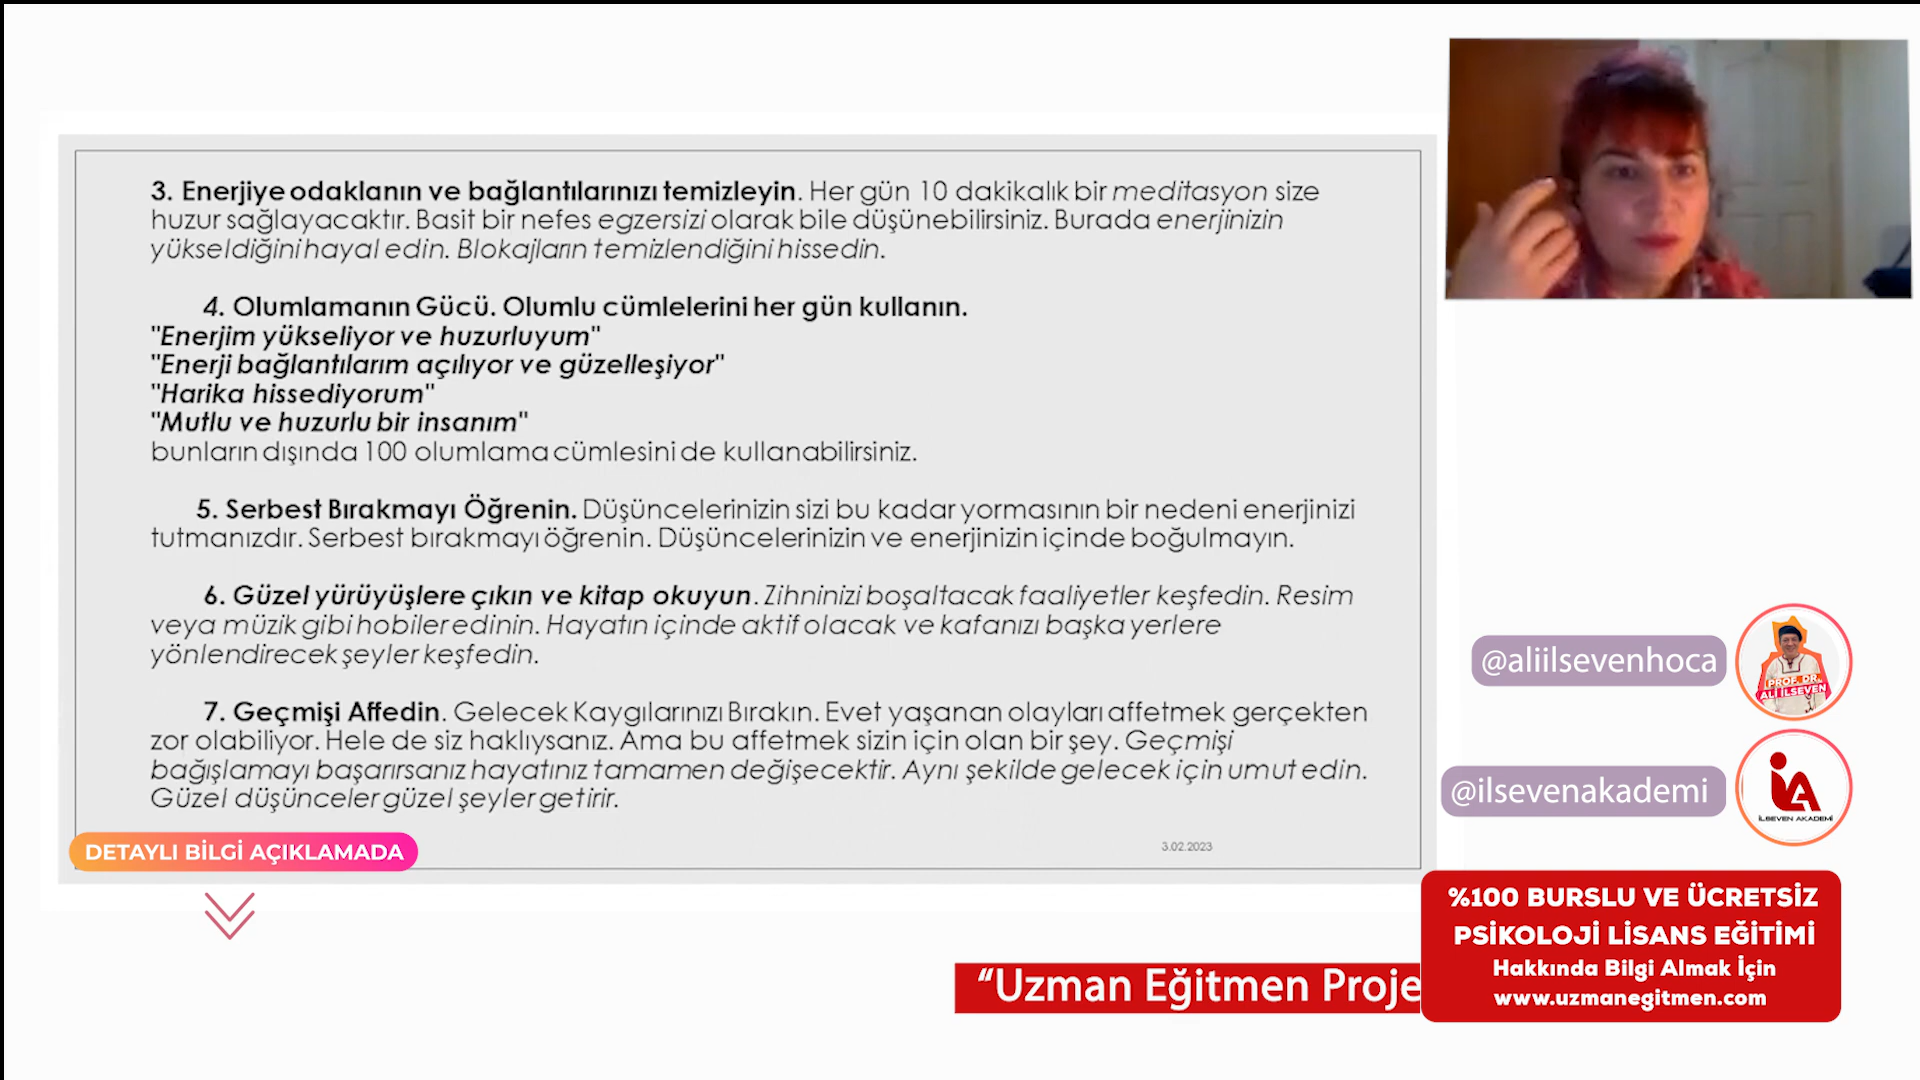 3. Enerjiye odaklanın ve bağlantılarınızı temizleyin. Her gün 10 dakikalık bir meditasyon size
huzur sağlayacaktır. Basit bir nefes egzersizi olarak bile düşünebilirsiniz. Burada enerjinizin
yükseldiğini hayal edin. Blokajların temizlendiğini hissedin.
4. Olumlamanın Gücü. Olumlu cümlelerini her gün kullanın.
"Enerjim yükseliyor ve huzurluyum"
"Enerji bağlantılarım açılıyor ve güzelleşiyor"
"Harika hissediyorum"
"Mutlu ve huzurlu bir insanım"
bunların dışında 100 olumlama cümlesini de kullanabilirsiniz.
5. Serbest Bırakmayı Öğrenin. Düşüncelerinizin sizi bu kadar yormasının bir nedeni enerjinizi
tutmanızdır. Serbest bırakmayı öğrenin. Düşüncelerinizin ve enerjinizin içinde boğulmayın.
6. Güzel yürüyüşlere çıkın ve kitap okuyun. Zihninizi boşaltacak faaliyetler keşfedin. Resim
veya müzik gibi hobiler edinin. Hayatın içinde aktif olacak ve kafanızı başka yerlere
yönlendirecek şeyler keşfedin.
7. Geçmişi Affedin. Gelecek Kaygılarınızı Bırakın. Evet yaşanan olayları affetmek gerçekten
zor olabiliyor. Hele de siz haklıysanız. Ama bu affetmek sizin için olan bir şey. Geçmişi
bağışlamayı başarırsanız hayatınız tamamen değişecektir. Aynı şekilde gelecek için umut edin.
Güzel düşünceler güzel şeyler getirir.
3.02.2023
DETAYLI BİLGİ AÇIKLAMADA
@aliilsevenhoca
PROF. DR.
ALİ İLSEVEN
@ilsevenakademi
İLSEVEN AKADEMİ
%100 BURSLU VE ÜCRETSİZ
PSİKOLOJİ LİSANS EĞİTİMİ
Hakkında Bilgi Almak İçin
www.uzmanegitmen.com
“Uzman Eğitmen Proje